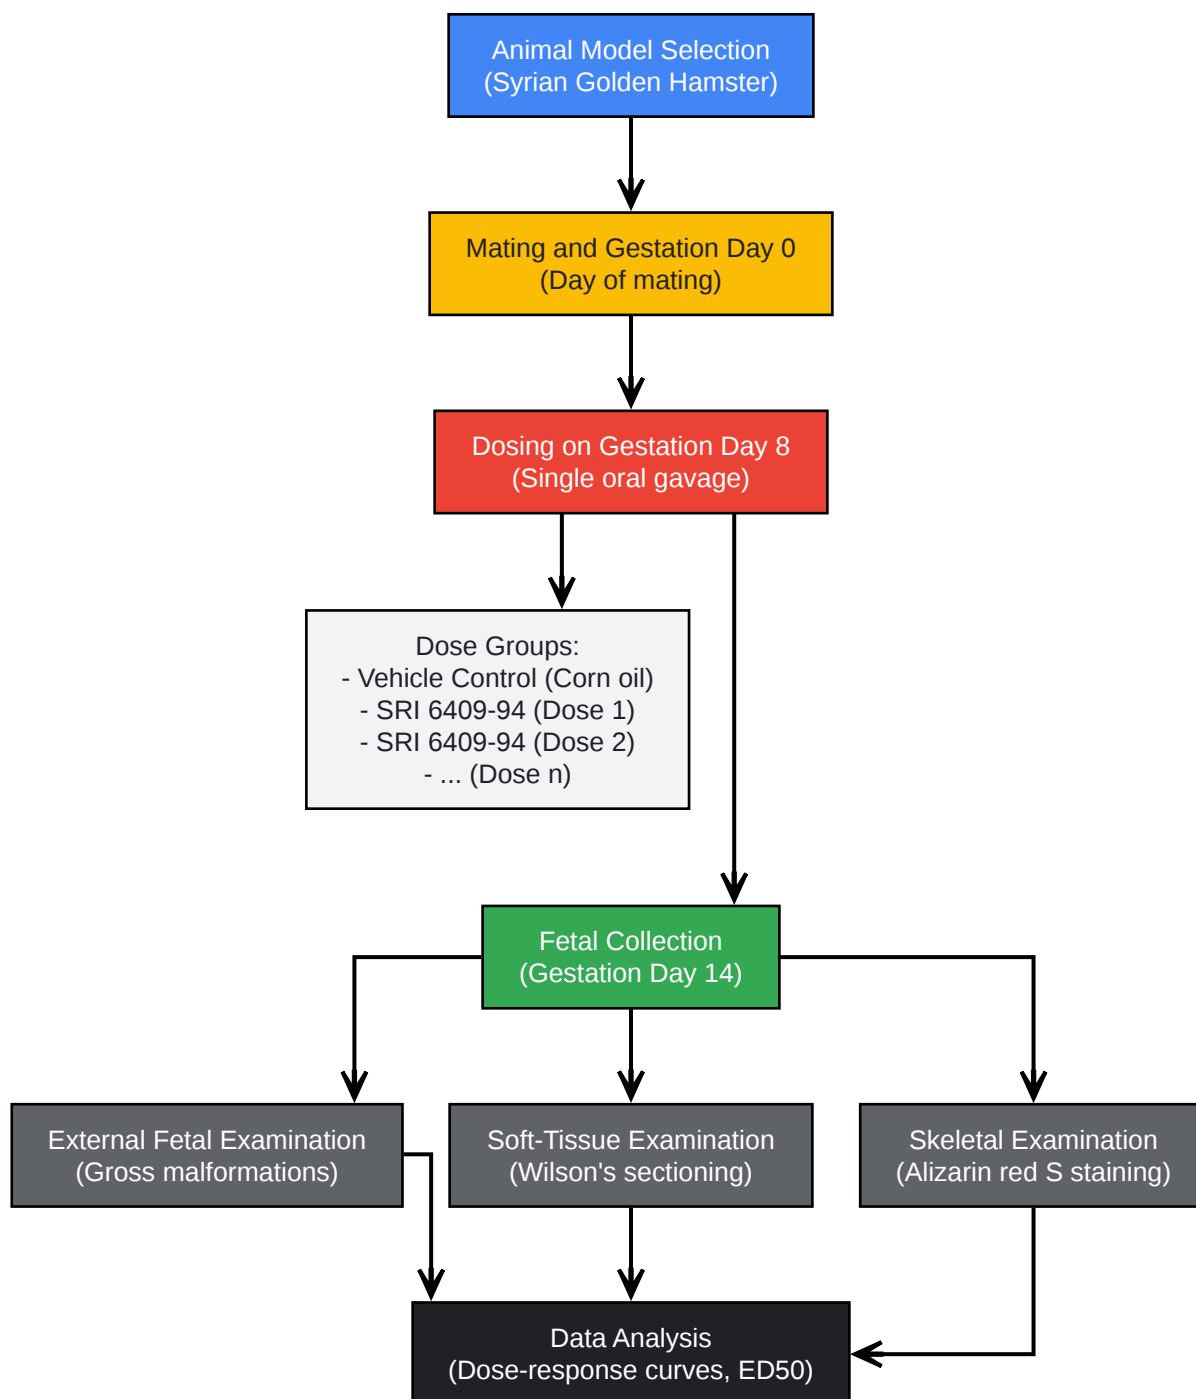 Animal Model Selection
(Syrian Golden Hamster)
Mating and Gestation Day 0
(Day of mating)
Dosing on Gestation Day 8
(Single oral gavage)
Dose Groups:
- Vehicle Control (Corn oil)
- SRI 6409-94 (Dose 1)
- SRI 6409-94 (Dose 2)
- ... (Dose n)
Fetal Collection
(Gestation Day 14)
External Fetal Examination
(Gross malformations)
Soft-Tissue Examination
(Wilson's sectioning)
Skeletal Examination
(Alizarin red S staining)
Data Analysis
(Dose-response curves, ED50)